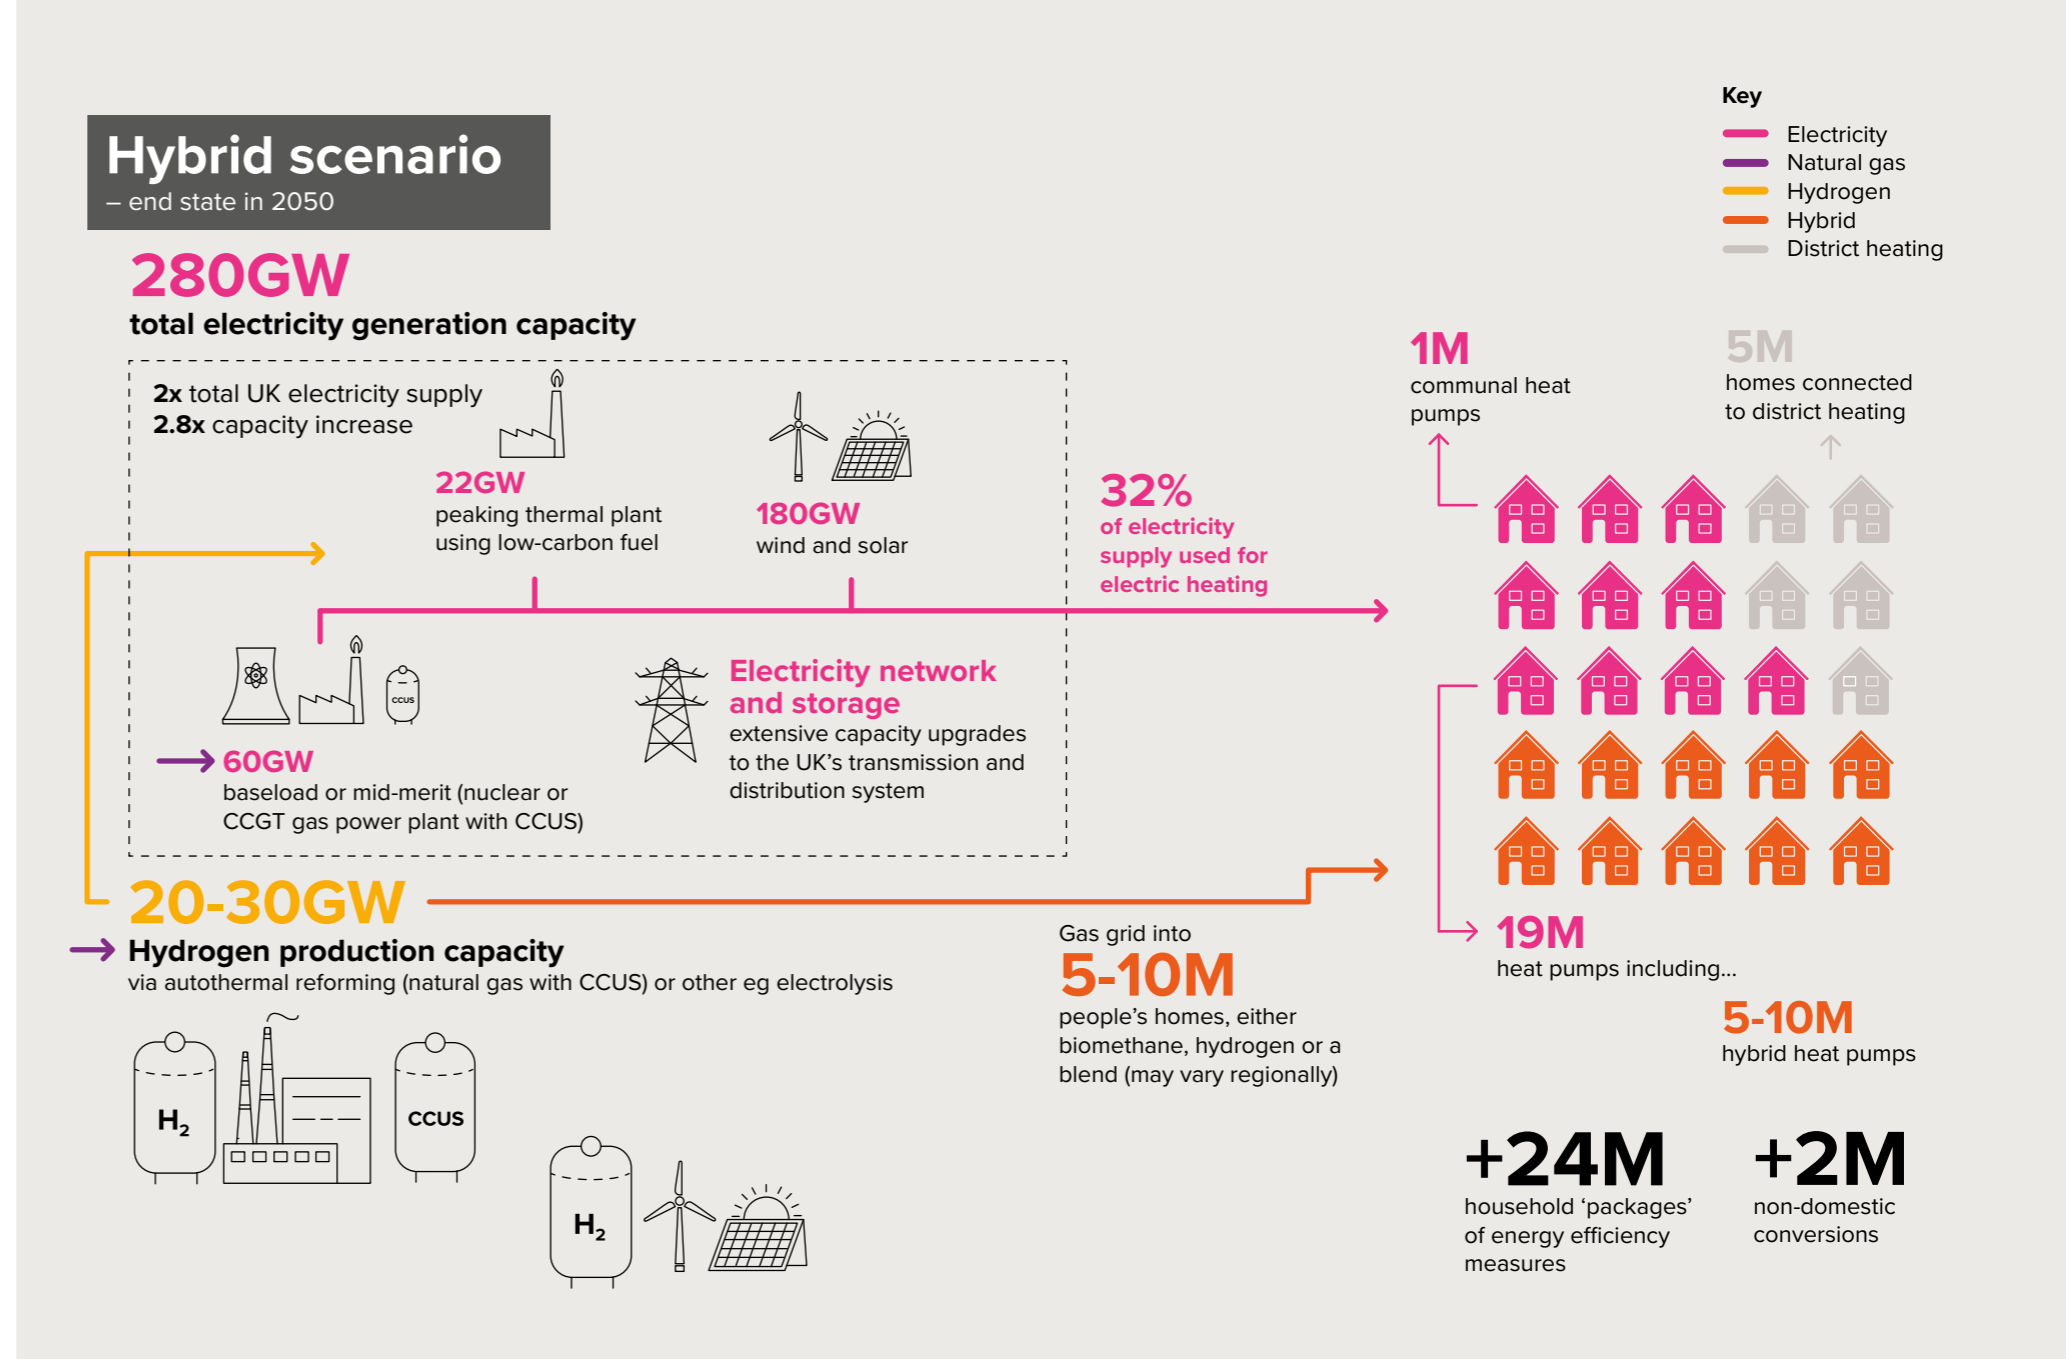 Hybrid scenario
– end state in 2050
Key
Electricity
Natural gas
Hydrogen
Hybrid
District heating
280GW
total electricity generation capacity
2x total UK electricity supply
2.8x capacity increase
22GW
peaking thermal plant
using low-carbon fuel
180GW
wind and solar
CCUS
60GW
baseload or mid-merit (nuclear or
CCGT gas power plant with CCUS)
Electricity network
and storage
extensive capacity upgrades
to the UK's transmission and
distribution system
32%
of electricity
supply used for
electric heating
1M
communal heat
pumps
5M
homes connected
to district heating
20-30GW
Hydrogen production capacity
via autothermal reforming (natural gas with CCUS) or other eg electrolysis
H₂
CCUS
H₂
Gas grid into
5-10M
people's homes, either
biomethane, hydrogen or a
blend (may vary regionally)
19M
heat pumps including...
5-10M
hybrid heat pumps
+24M
household ‘packages’
of energy efficiency
measures
+2M
non-domestic
conversions